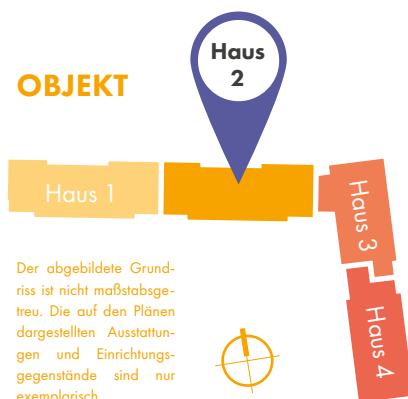 Haus
2
OBJEKT
Haus 1
Haus 3
Haus 4
Der abgebildete Grund-
riss ist nicht maßstabsge-
treu. Die auf den Plänen
dargestellten Ausstattun-
gen und Einrichtungs-
gegenstände sind nur
exemplarisch